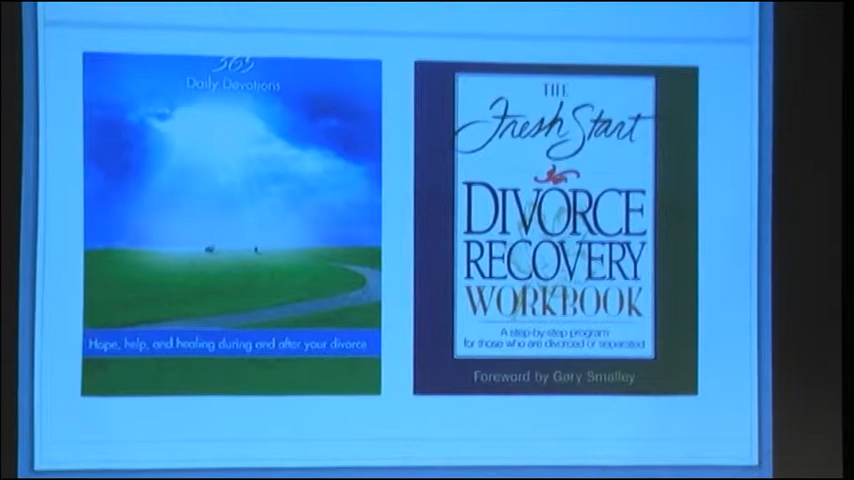 365
Daily Devotions
Hope, help, and healing during and after your divorce
THE
Fresh Start
DIVORCE
RECOVERY
WORKBOOK
A step-by-step program
for those who are divorced or separated
Foreword by Gary Smalley